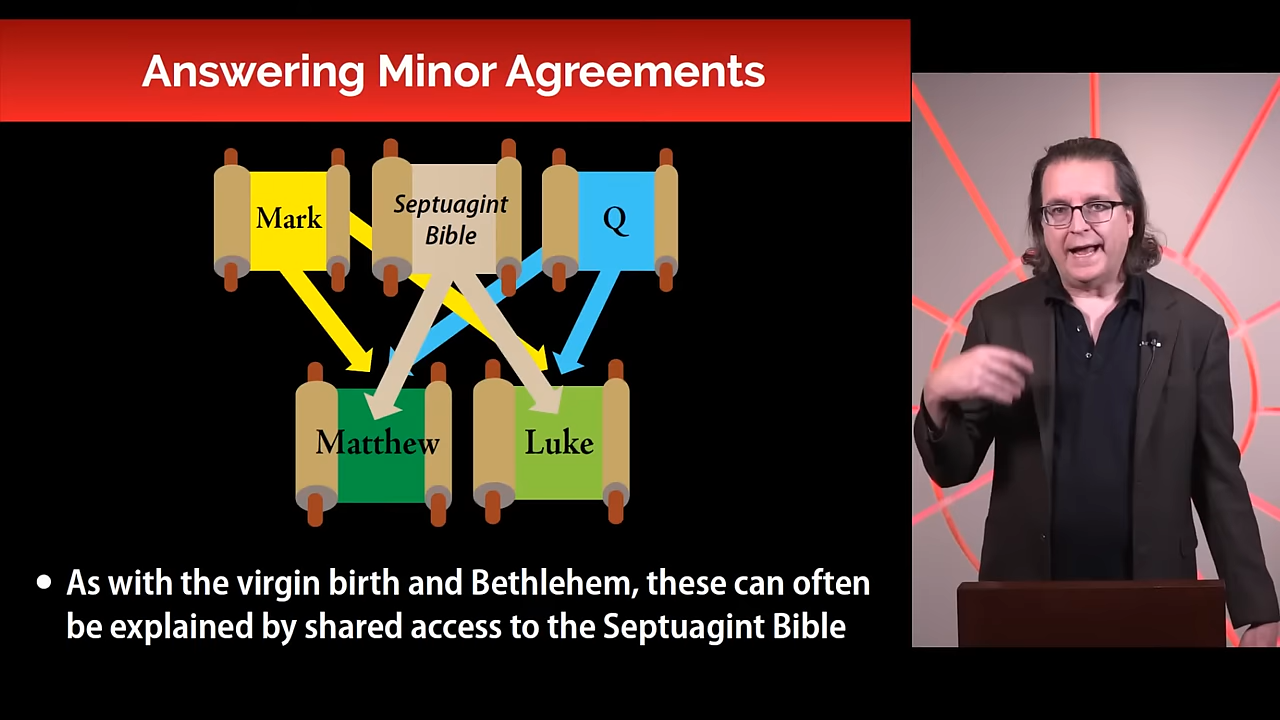 Answering Minor Agreements
Mark
Septuagint
Bible
Q
Matthew
Luke
• As with the virgin birth and Bethlehem, these can often
be explained by shared access to the Septuagint Bible